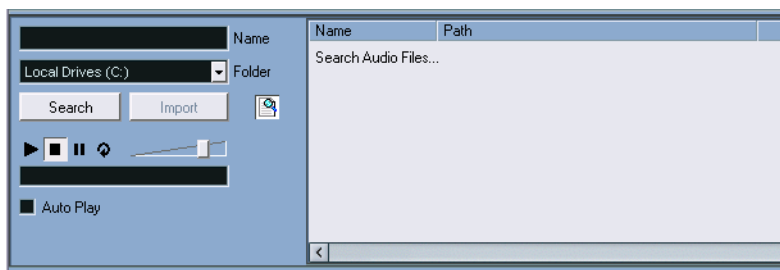 Name
Local Drives (C:)
Folder
Search
Import
Auto Play
Name
Path
Search Audio Files...